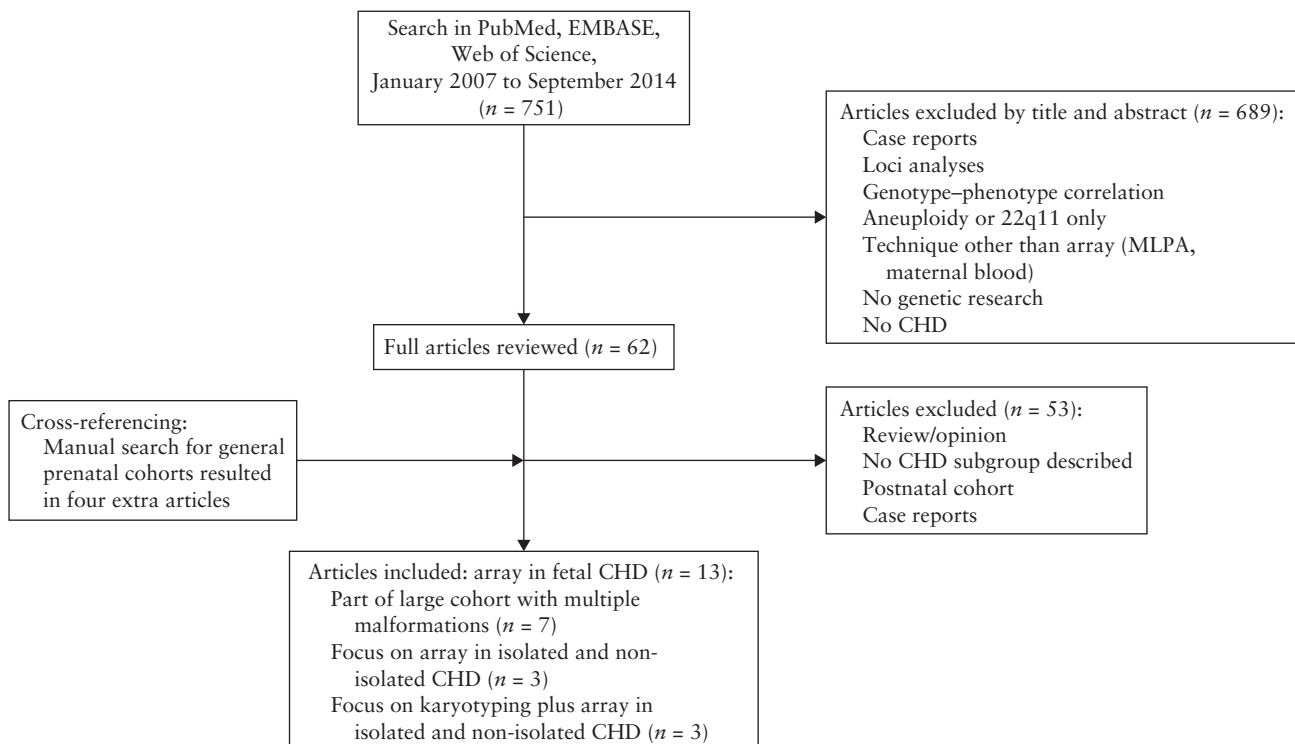 Search in PubMed, EMBASE,
Web of Science,
January 2007 to September 2014
(n = 751)
Articles excluded by title and abstract (n = 689):
Case reports
Loci analyses
Genotype–phenotype correlation
Aneuploidy or 22q11 only
Technique other than array (MLPA,
maternal blood)
No genetic research
No CHD
Full articles reviewed (n = 62)
Cross-referencing:
Manual search for general
prenatal cohorts resulted
in four extra articles
Articles excluded (n = 53):
Review/opinion
No CHD subgroup described
Postnatal cohort
Case reports
Articles included: array in fetal CHD (n = 13):
Part of large cohort with multiple
malformations (n = 7)
Focus on array in isolated and non-
isolated CHD (n = 3)
Focus on karyotyping plus array in
isolated and non-isolated CHD (n = 3)